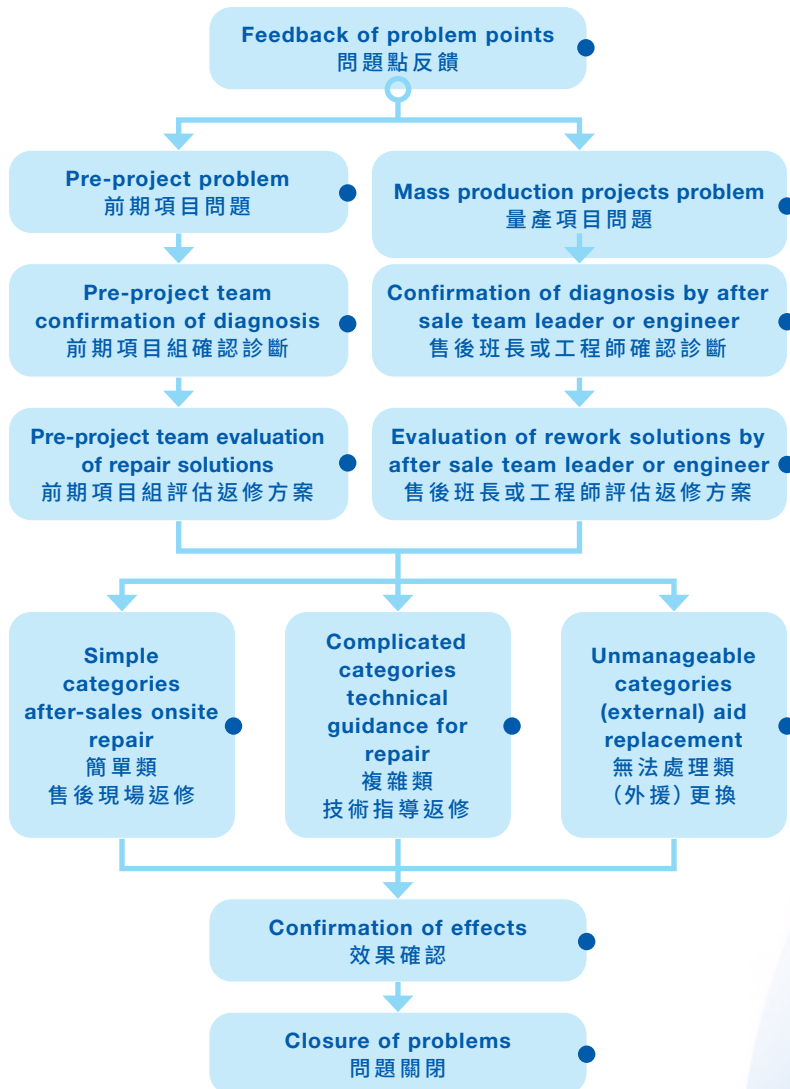 Feedback of problem points
問題點反饋
Pre-project problem
前期項目問題
Mass production projects problem
量產項目問題
Pre-project team
confirmation of diagnosis
前期項目組確認診斷
Confirmation of diagnosis by after
sale team leader or engineer
售後班長或工程師確認診斷
Pre-project team evaluation
of repair solutions
前期項目組評估返修方案
Evaluation of rework solutions by
after sale team leader or engineer
售後班長或工程師評估返修方案
Simple
categories
after-sales onsite
repair
簡單類
售後現場返修
Complicated
categories
technical
guidance for
repair
複雜類
技術指導返修
Unmanageable
categories
(external) aid
replacement
無法處理類
（外援）更換
Confirmation of effects
效果確認
Closure of problems
問題關閉